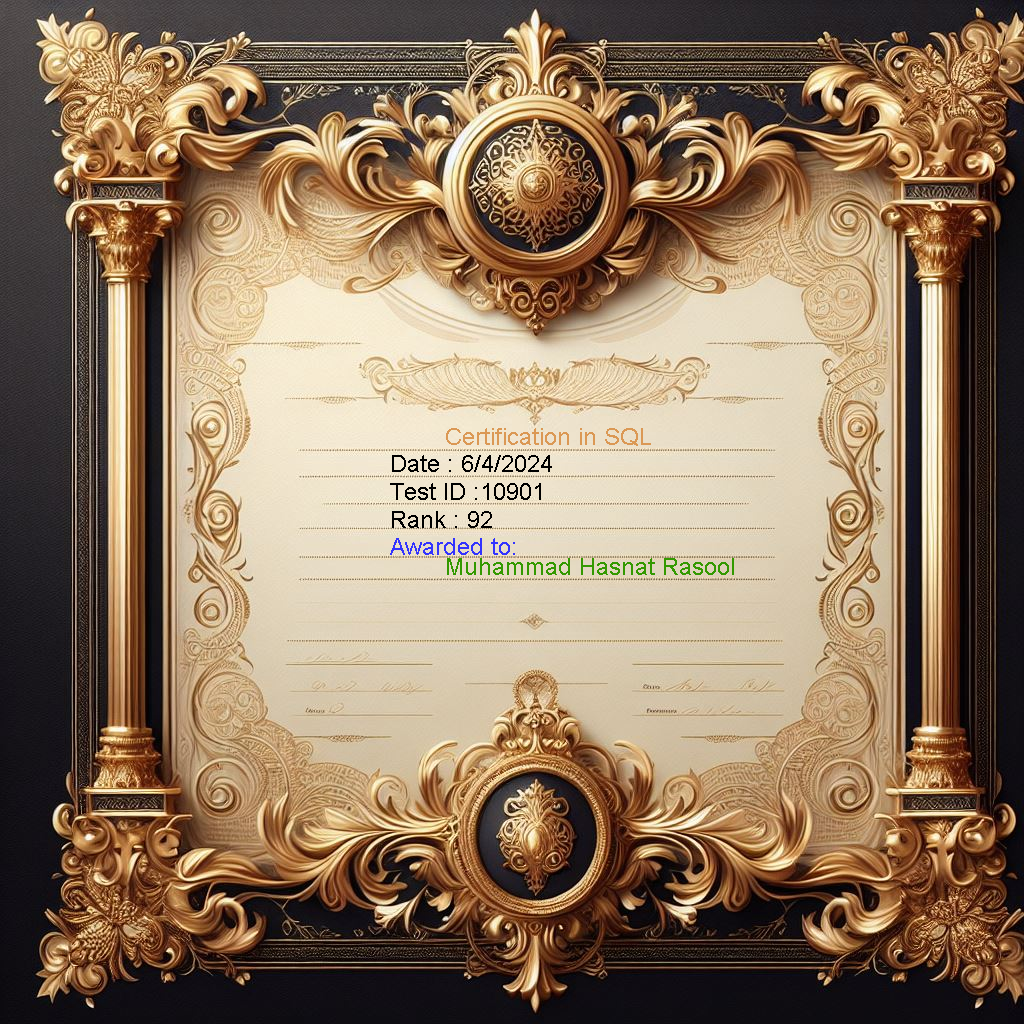 Certification in SQL
Date : 6/4/2024
Test ID :10901
Rank : 92
Awarded to:
Muhammad Hasnat Rasool